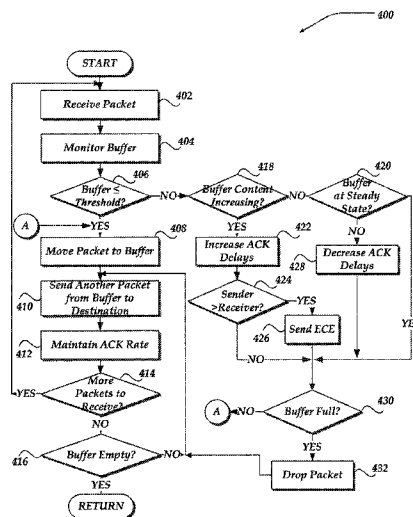 400
START
Receive Packet
402
Monitor Buffer
404
406
Buffer ≤
Threshold?
NO
418
Buffer Content
Increasing?
NO
420
Buffer
at Steady
State?
A
YES
YES
422
NO
408
Move Packet to Buffer
Increase ACK
Delays
428
Decrease ACK
Delays
410
Send Another Packet
from Buffer to
Destination
424
Sender
>Receiver?
YES
YE
412
Maintain ACK Rate
426
Send ECE
NO
414
YES
More
Packets to
Receive?
A
NO
Buffer Full?
430
NO
416
Buffer Empty?
NO
YES
Drop Packet
432
YES
RETURN